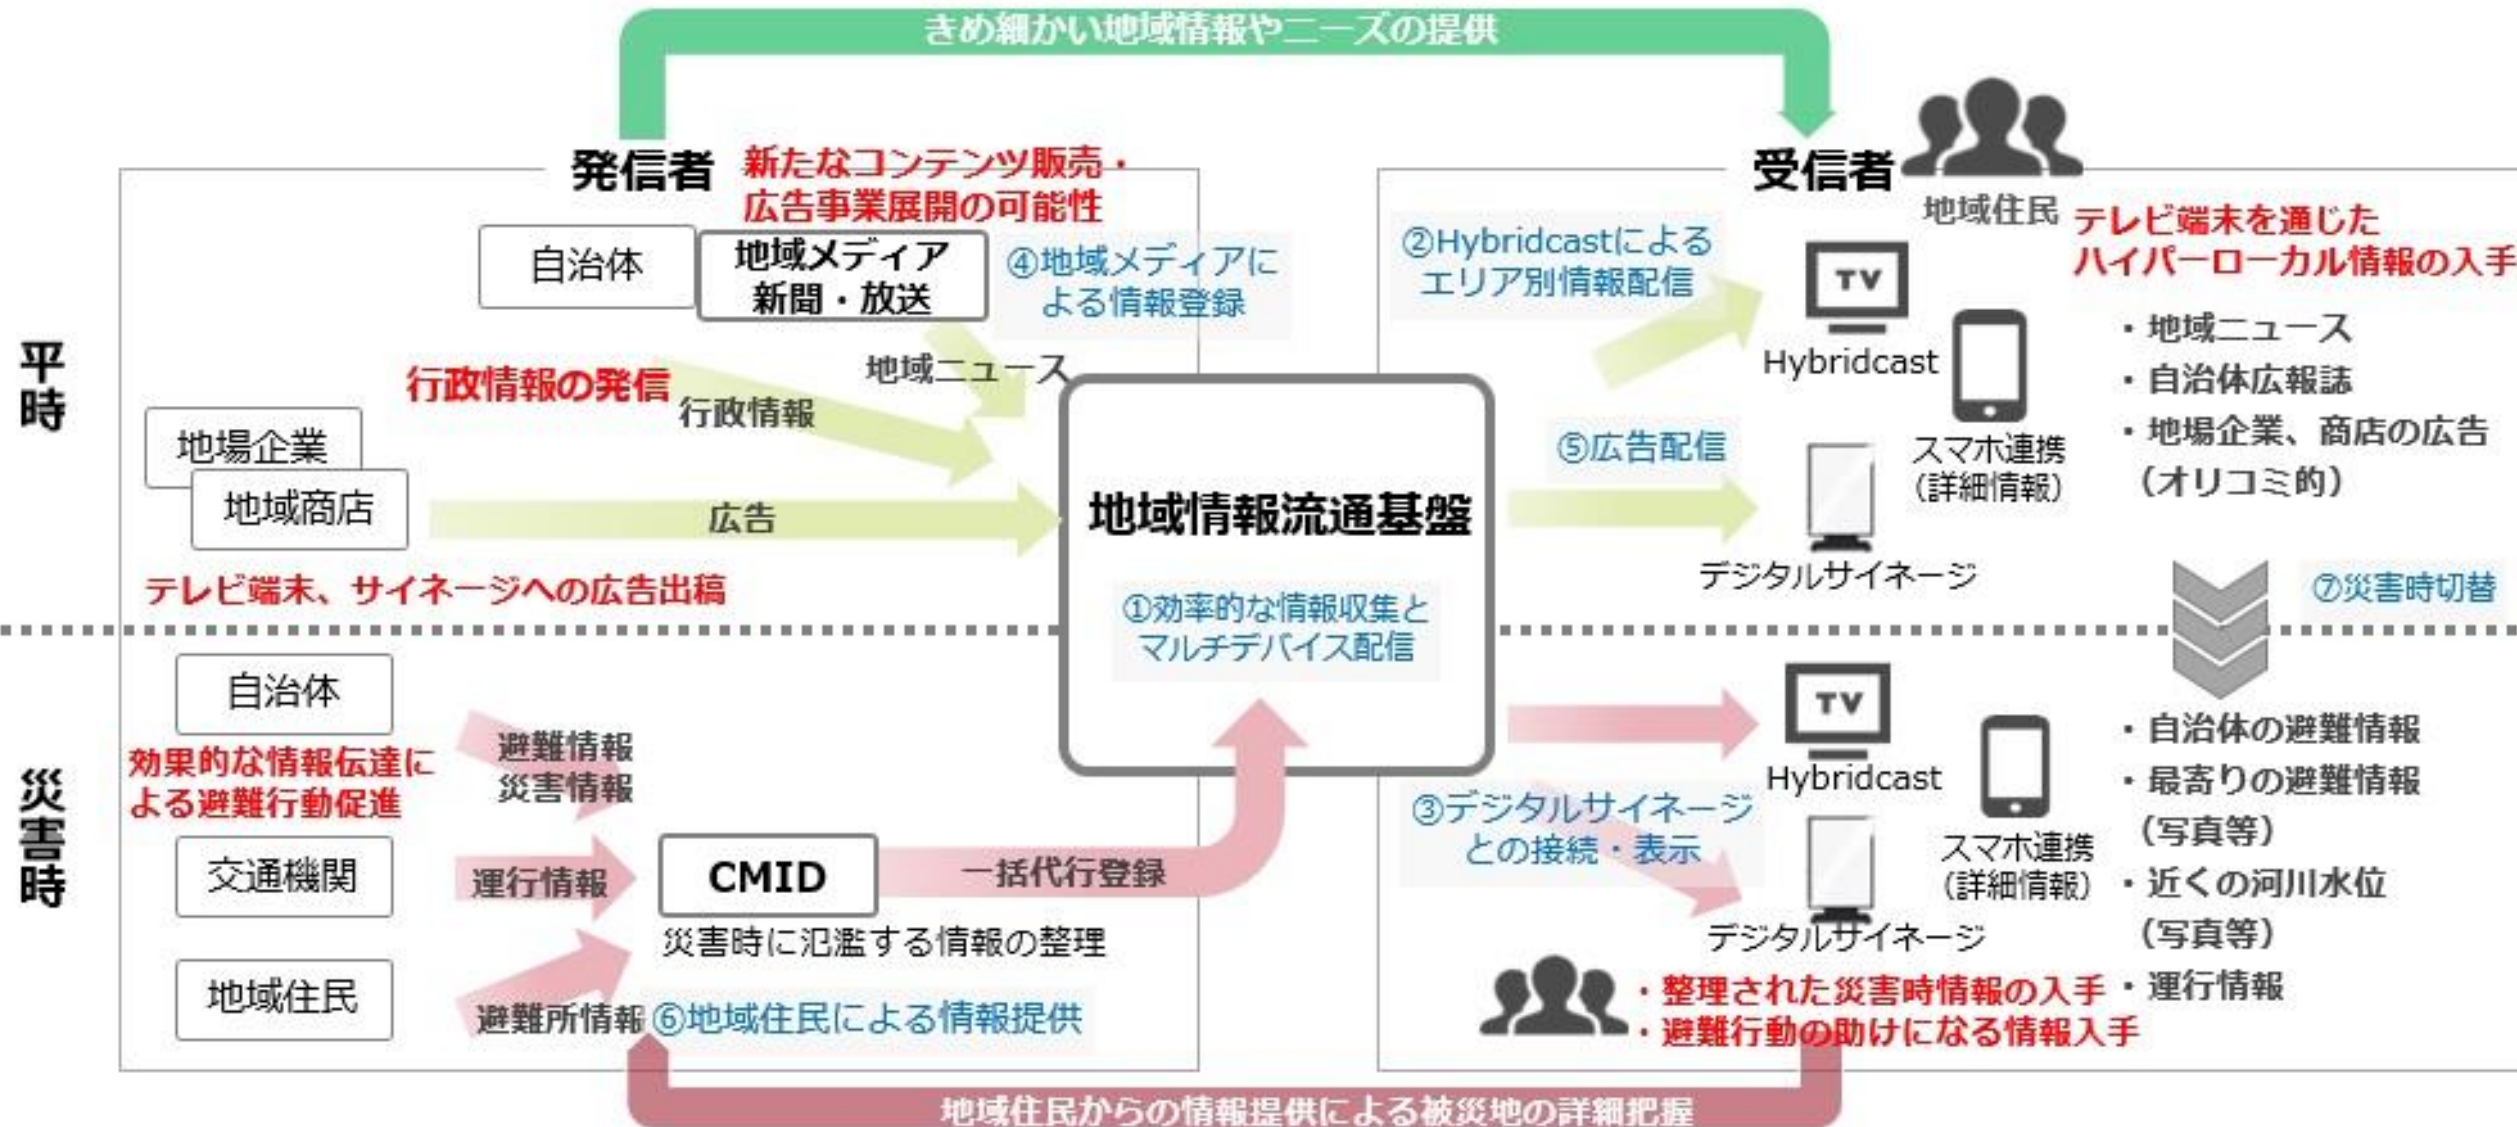 きめ細かい地域情報やニーズの提供
発信者
新たなコンテンツ販売・
広告事業展開の可能性
受信者
地域住民
テレビ端末を通じた
ハイパーローカル情報の入手
平時
自治体
地域メディア
新聞・放送
④地域メディアに
よる情報登録
②Hybridcastによる
エリア別情報配信
TV
Hybridcast
・地域ニュース
・自治体広報誌
・地場企業、商店の広告
（オリコミ的）
地域ニュース
行政情報の発信
行政情報
地場企業
地域商店
広告
テレビ端末、サイネージへの広告出稿
地域情報流通基盤
①効率的な情報収集と
マルチデバイス配信
⑤広告配信
スマホ連携
（詳細情報）
デジタルサイネージ
⑦災害時切替
災害時
自治体
効果的な情報伝達に
よる避難行動促進
避難情報
災害情報
交通機関
運行情報
CMID
一括代行登録
災害時に氾濫する情報の整理
地域住民
避難所情報
⑥地域住民による情報提供
TV
Hybridcast
③デジタルサイネージ
との接続・表示
スマホ連携
（詳細情報）
デジタルサイネージ
・自治体の避難情報
・最寄りの避難情報
（写真等）
・近くの河川水位
（写真等）
・運行情報
・整理された災害時情報の入手
・避難行動の助けになる情報入手
地域住民からの情報提供による被災地の詳細把握